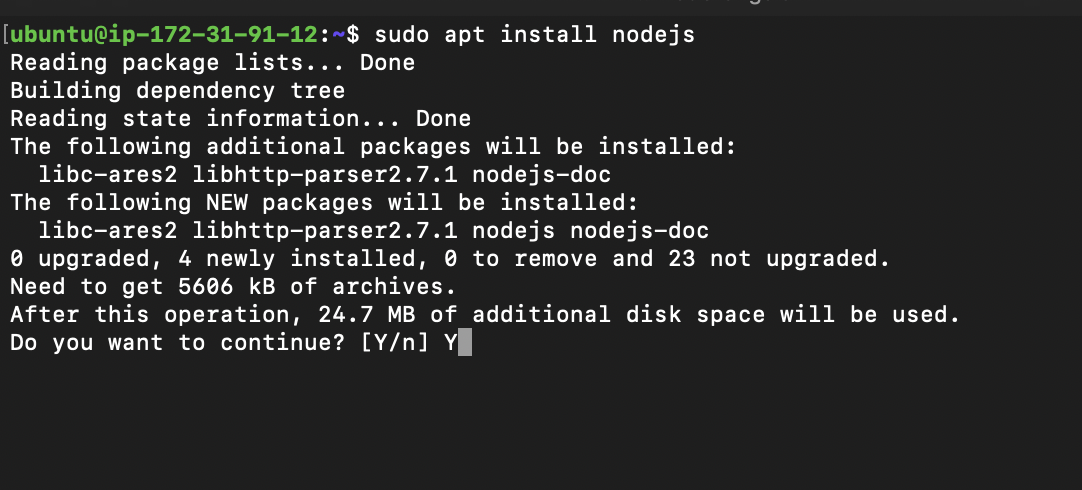 [ubuntu@ip-172-31-91-12:~$ sudo apt install nodejs
Reading package lists... Done
Building dependency tree
Reading state information... Done
The following additional packages will be installed:
  libc-ares2 libhttp-parser2.7.1 nodejs-doc
The following NEW packages will be installed:
  libc-ares2 libhttp-parser2.7.1 nodejs nodejs-doc
0 upgraded, 4 newly installed, 0 to remove and 23 not upgraded.
Need to get 5606 kB of archives.
After this operation, 24.7 MB of additional disk space will be used.
Do you want to continue? [Y/n] Y